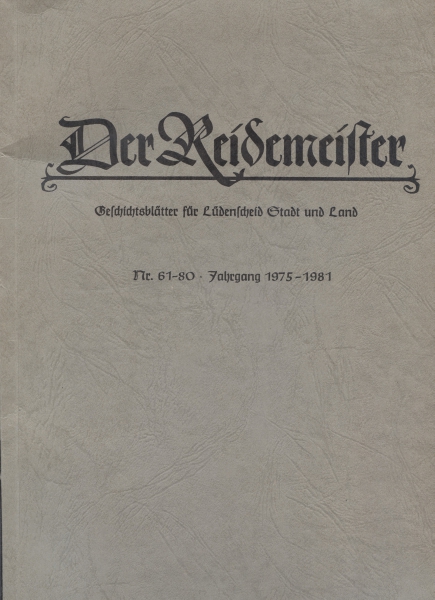 Der Reidemeister
Geschichtsblätter für Lüdenscheid Stadt und Land
Nr. 61-80 · Jahrgang 1975-1981